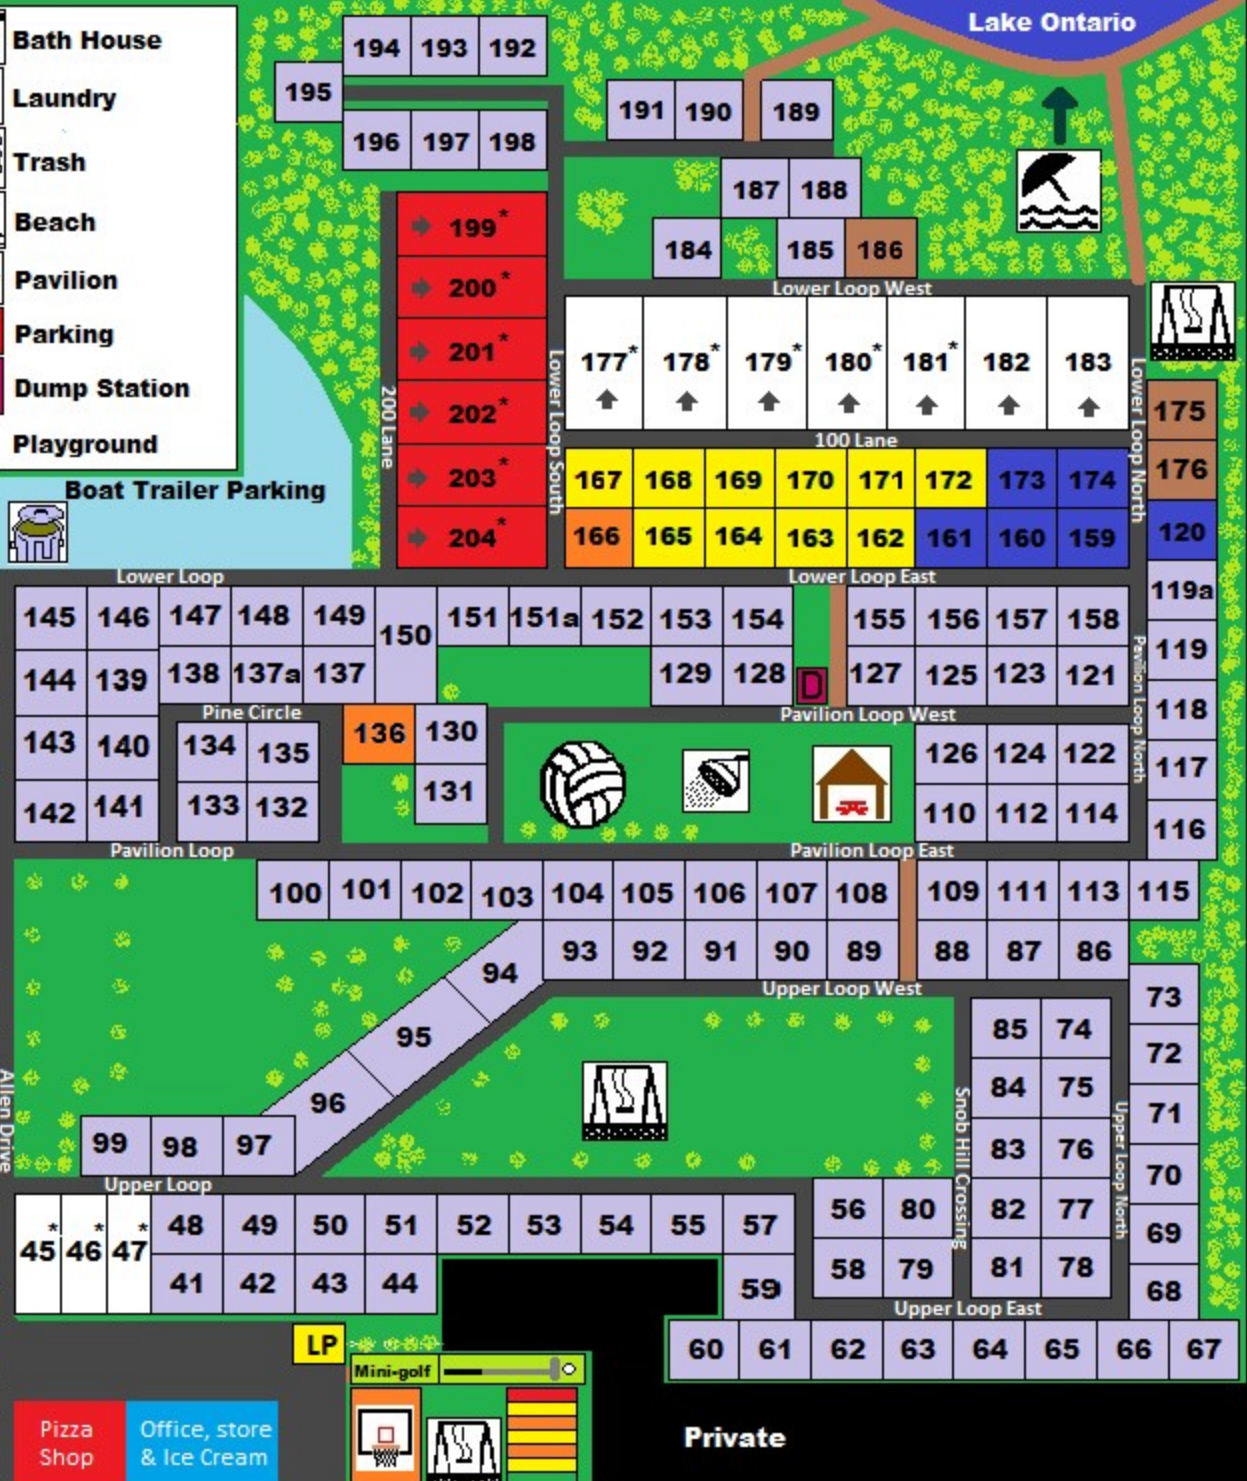 Bath House
Laundry
Trash
Beach
Pavilion
Parking
Dump Station
Playground
Lake Ontario
194 193 192
195
196 197 198
191 190 189
187 188
184 185 186
Lower Loop West
199*
200*
201*
202*
203*
204*
200 Lane
Lower Loop South
177* 178* 179* 180* 181* 182 183
100 Lane
Lower Loop North
167 168 169 170 171 172 173 174
166 165 164 163 162 161 160 159
175
176
120
119a
119
118
117
116
Boat Trailer Parking
Lower Loop
Lower Loop East
145 146 147 148 149 150 151 151a 152 153 154 155 156 157 158
144 139 138 137a 137 129 128 D 127 125 123 121
Pine Circle
Pavilion Loop West
Pavilion Loop North
143 140 134 135 136 130 126 124 122
142 141 133 132 131 110 112 114
Pavilion Loop
Pavilion Loop East
100 101 102 103 104 105 106 107 108 109 111 113 115
94 93 92 91 90 89 88 87 86
Upper Loop West
95
96
99 98 97
85 74
84 75
83 76
82 77
81 78
73
72
71
70
69
68
Allen Drive
Snob Hill Crossing
Upper Loop North
Upper Loop
45* 46* 47* 48 49 50 51 52 53 54 55 57 56 80
41 42 43 44 59 58 79
Upper Loop East
60 61 62 63 64 65 66 67
LP
Mini-golf
Pizza
Shop
Office, store
& Ice Cream
Private